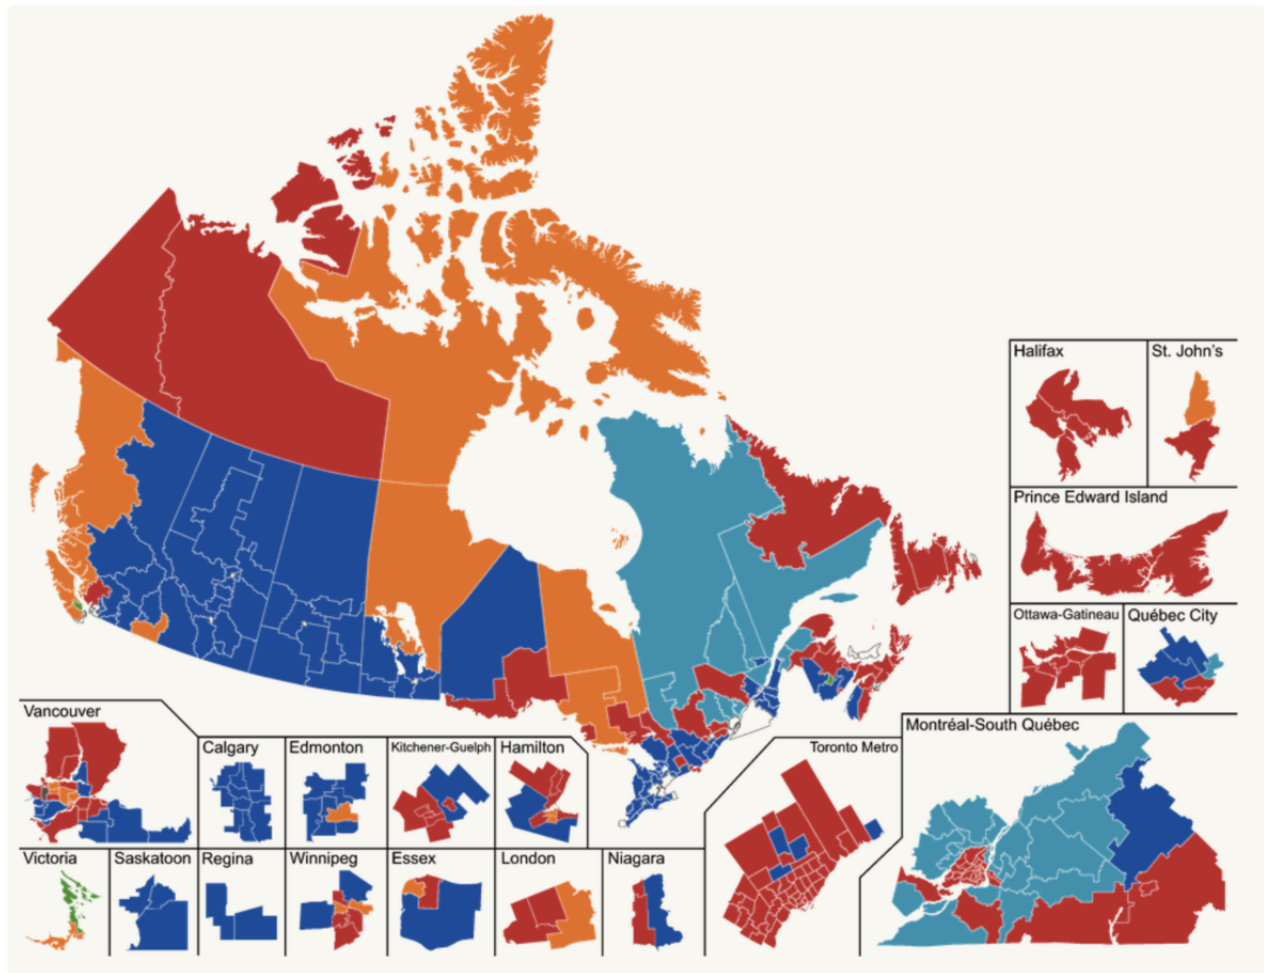 Halifax
St. John's
Prince Edward Island
Ottawa-Gatineau
Québec City
Vancouver
Calgary
Edmonton
Kitchener-Guelph
Hamilton
Toronto Metro
Montréal-South Québec
Victoria
Saskatoon
Regina
Winnipeg
Essex
London
Niagara